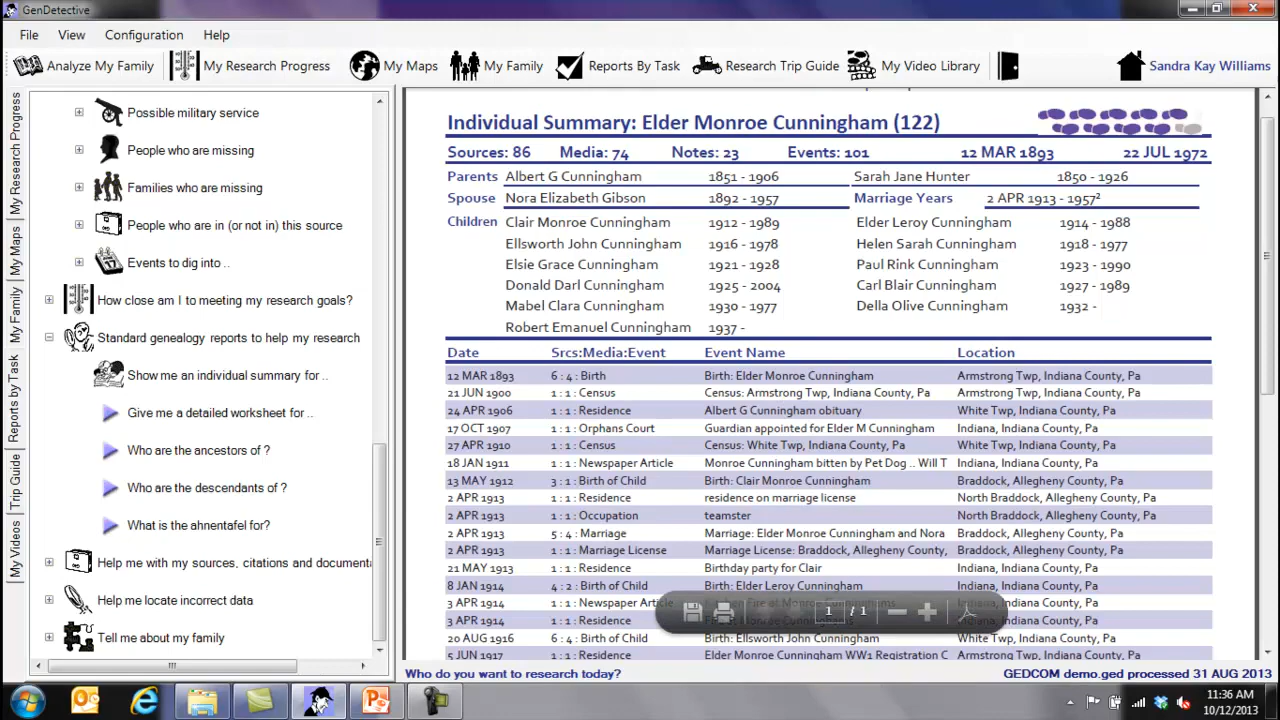 GenDetective
File View Configuration Help
Analyze My Family My Research Progress My Maps My Family Reports By Task Research Trip Guide My Video Library Sandra Kay Williams
My Research Progress
My Maps
My Family
Reports by Task
Trip Guide
My Videos
Possible military service
People who are missing
Families who are missing
People who are in (or not in) this source
Events to dig into ..
How close am I to meeting my research goals?
Standard genealogy reports to help my research
Show me an individual summary for ..
Give me a detailed worksheet for ..
Who are the ancestors of ?
Who are the descendants of ?
What is the ahnentafel for?
Help me with my sources, citations and document
Help me locate incorrect data
Tell me about my family
Individual Summary: Elder Monroe Cunningham (122)
Sources: 86 Media: 74 Notes: 23 Events: 101 12 MAR 1893 22 JUL 1972
Parents Albert G Cunningham 1851 - 1906 Sarah Jane Hunter 1850 - 1926
Spouse Nora Elizabeth Gibson 1892 - 1957 Marriage Years 2 APR 1913 - 1957²
Children Clair Monroe Cunningham 1912 - 1989 Elder Leroy Cunningham 1914 - 1988
Ellsworth John Cunningham 1916 - 1978 Helen Sarah Cunningham 1918 - 1977
Elsie Grace Cunningham 1921 - 1928 Paul Rink Cunningham 1923 - 1990
Donald Darl Cunningham 1925 - 2004 Carl Blair Cunningham 1927 - 1989
Mabel Clara Cunningham 1930 - 1977 Della Olive Cunningham 1932 -
Robert Emanuel Cunningham 1937 -
Date Srcs:Media:Event Event Name Location
12 MAR 1893 6 : 4 : Birth Birth: Elder Monroe Cunningham Armstrong Twp, Indiana County, Pa
21 JUN 1900 1 : 1 : Census Census: Armstrong Twp, Indiana County, Pa Armstrong Twp, Indiana County, Pa
24 APR 1906 1 : 1 : Residence Albert G Cunningham obituary White Twp, Indiana County, Pa
17 OCT 1907 1 : 1 : Orphans Court Guardian appointed for Elder M Cunningham Indiana, Indiana County, Pa
27 APR 1910 1 : 1 : Census Census: White Twp, Indiana County, Pa White Twp, Indiana County, Pa
18 JAN 1911 1 : 1 : Newspaper Article Monroe Cunningham bitten by Pet Dog .. Will T Indiana, Indiana County, Pa
13 MAY 1912 3 : 1 : Birth of Child Birth: Clair Monroe Cunningham Braddock, Allegheny County, Pa
2 APR 1913 1 : 1 : Residence residence on marriage license North Braddock, Allegheny County, Pa
2 APR 1913 1 : 1 : Occupation teamster North Braddock, Allegheny County, Pa
2 APR 1913 5 : 4 : Marriage Marriage: Elder Monroe Cunningham and Nora Braddock, Allegheny County, Pa
2 APR 1913 1 : 1 : Marriage License Marriage License: Braddock, Allegheny County, Braddock, Allegheny County, Pa
21 MAY 1913 1 : 1 : Residence Birthday party for Clair Indiana, Indiana County, Pa
8 JAN 1914 4 : 2 : Birth of Child Birth: Elder Leroy Cunningham Indiana, Indiana County, Pa
3 APR 1914 1 : 1 : Newspaper Article Kitchen Fire at Monroe Cunninghams Indiana, Indiana County, Pa
3 APR 1914 1 : 1 : Residence Monroe Cunninghams Indiana, Indiana County, Pa
20 AUG 1916 6 : 4 : Birth of Child Birth: Ellsworth John Cunningham White Twp, Indiana County, Pa
5 JUN 1917 1 : 1 : Residence Elder Monroe Cunningham WW1 Registration C Armstrong Twp, Indiana County, Pa
1 / 1
Who do you want to research today? GEDCOM demo.ged processed 31 AUG 2013
11:36 AM
10/12/2013